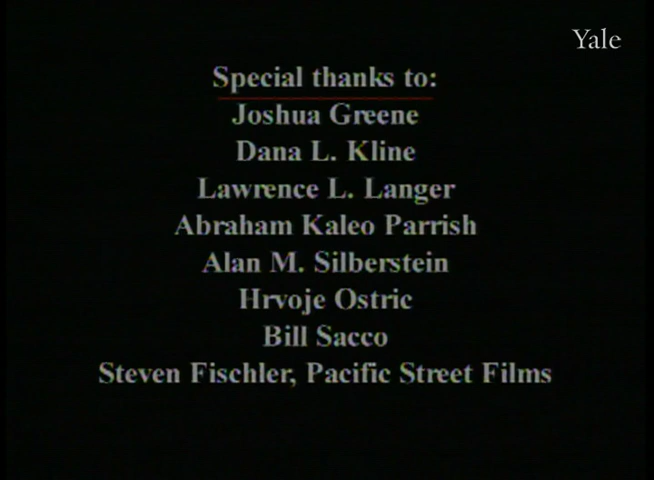 Yale
Special thanks to:
Joshua Greene
Dana L. Kline
Lawrence L. Langer
Abraham Kaleo Parrish
Alan M. Silberstein
Hrvoje Ostric
Bill Sacco
Steven Fischler, Pacific Street Films